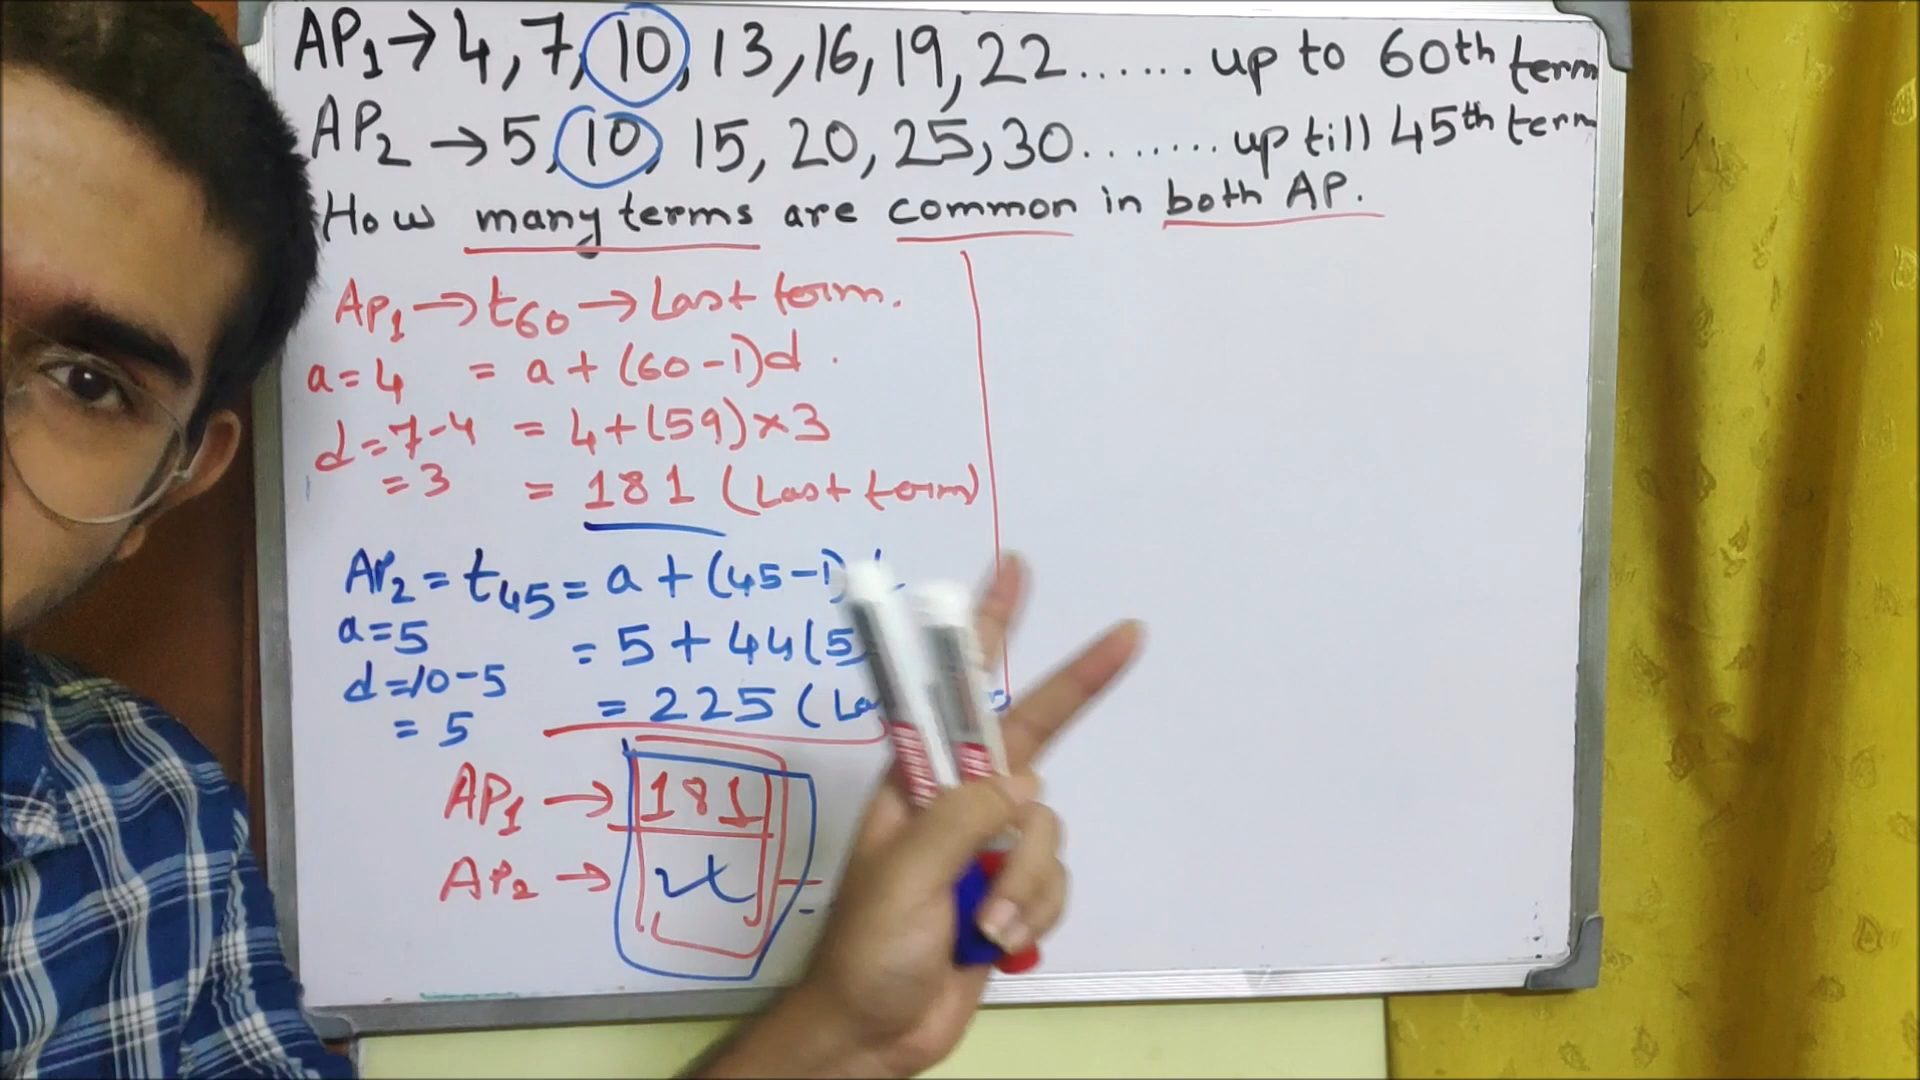 AP₁→ 4, 7, 10, 13, 16, 19, 22...... up to 60th term
AP₂ → 5, 10, 15, 20, 25, 30....... up till 45th term
How many terms are common in both AP.
AP₁ → t₆₀ → Last term.
a = 4 = a + (60-1)d .
d = 7-4 = 4+(59)×3
= 3 = 181 (Last term)
AP₂ = t₄₅ = a + (45-1)
a = 5 = 5 + 44(5
d = 10-5 = 225 (
= 5
AP₁ → 181
AP₂ →